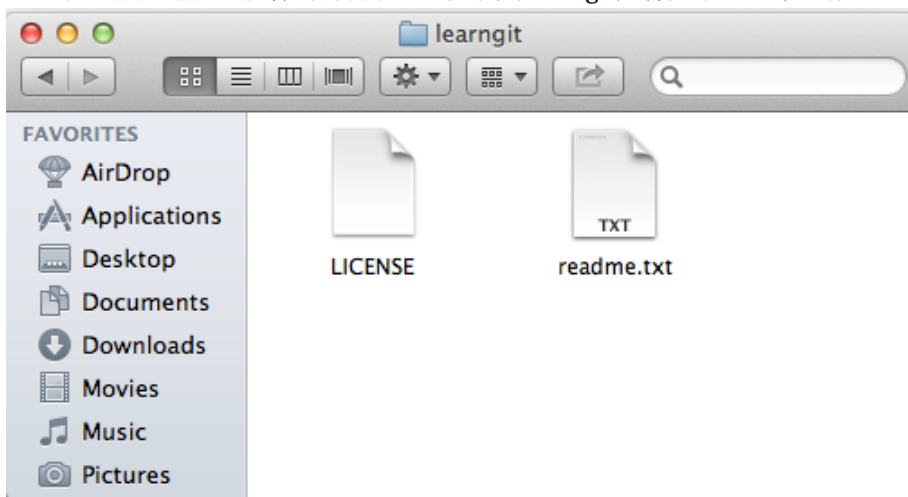 learngit
FAVORITES
AirDrop
Applications
Desktop
Documents
Downloads
Movies
Music
Pictures
TXT
LICENSE
readme.txt